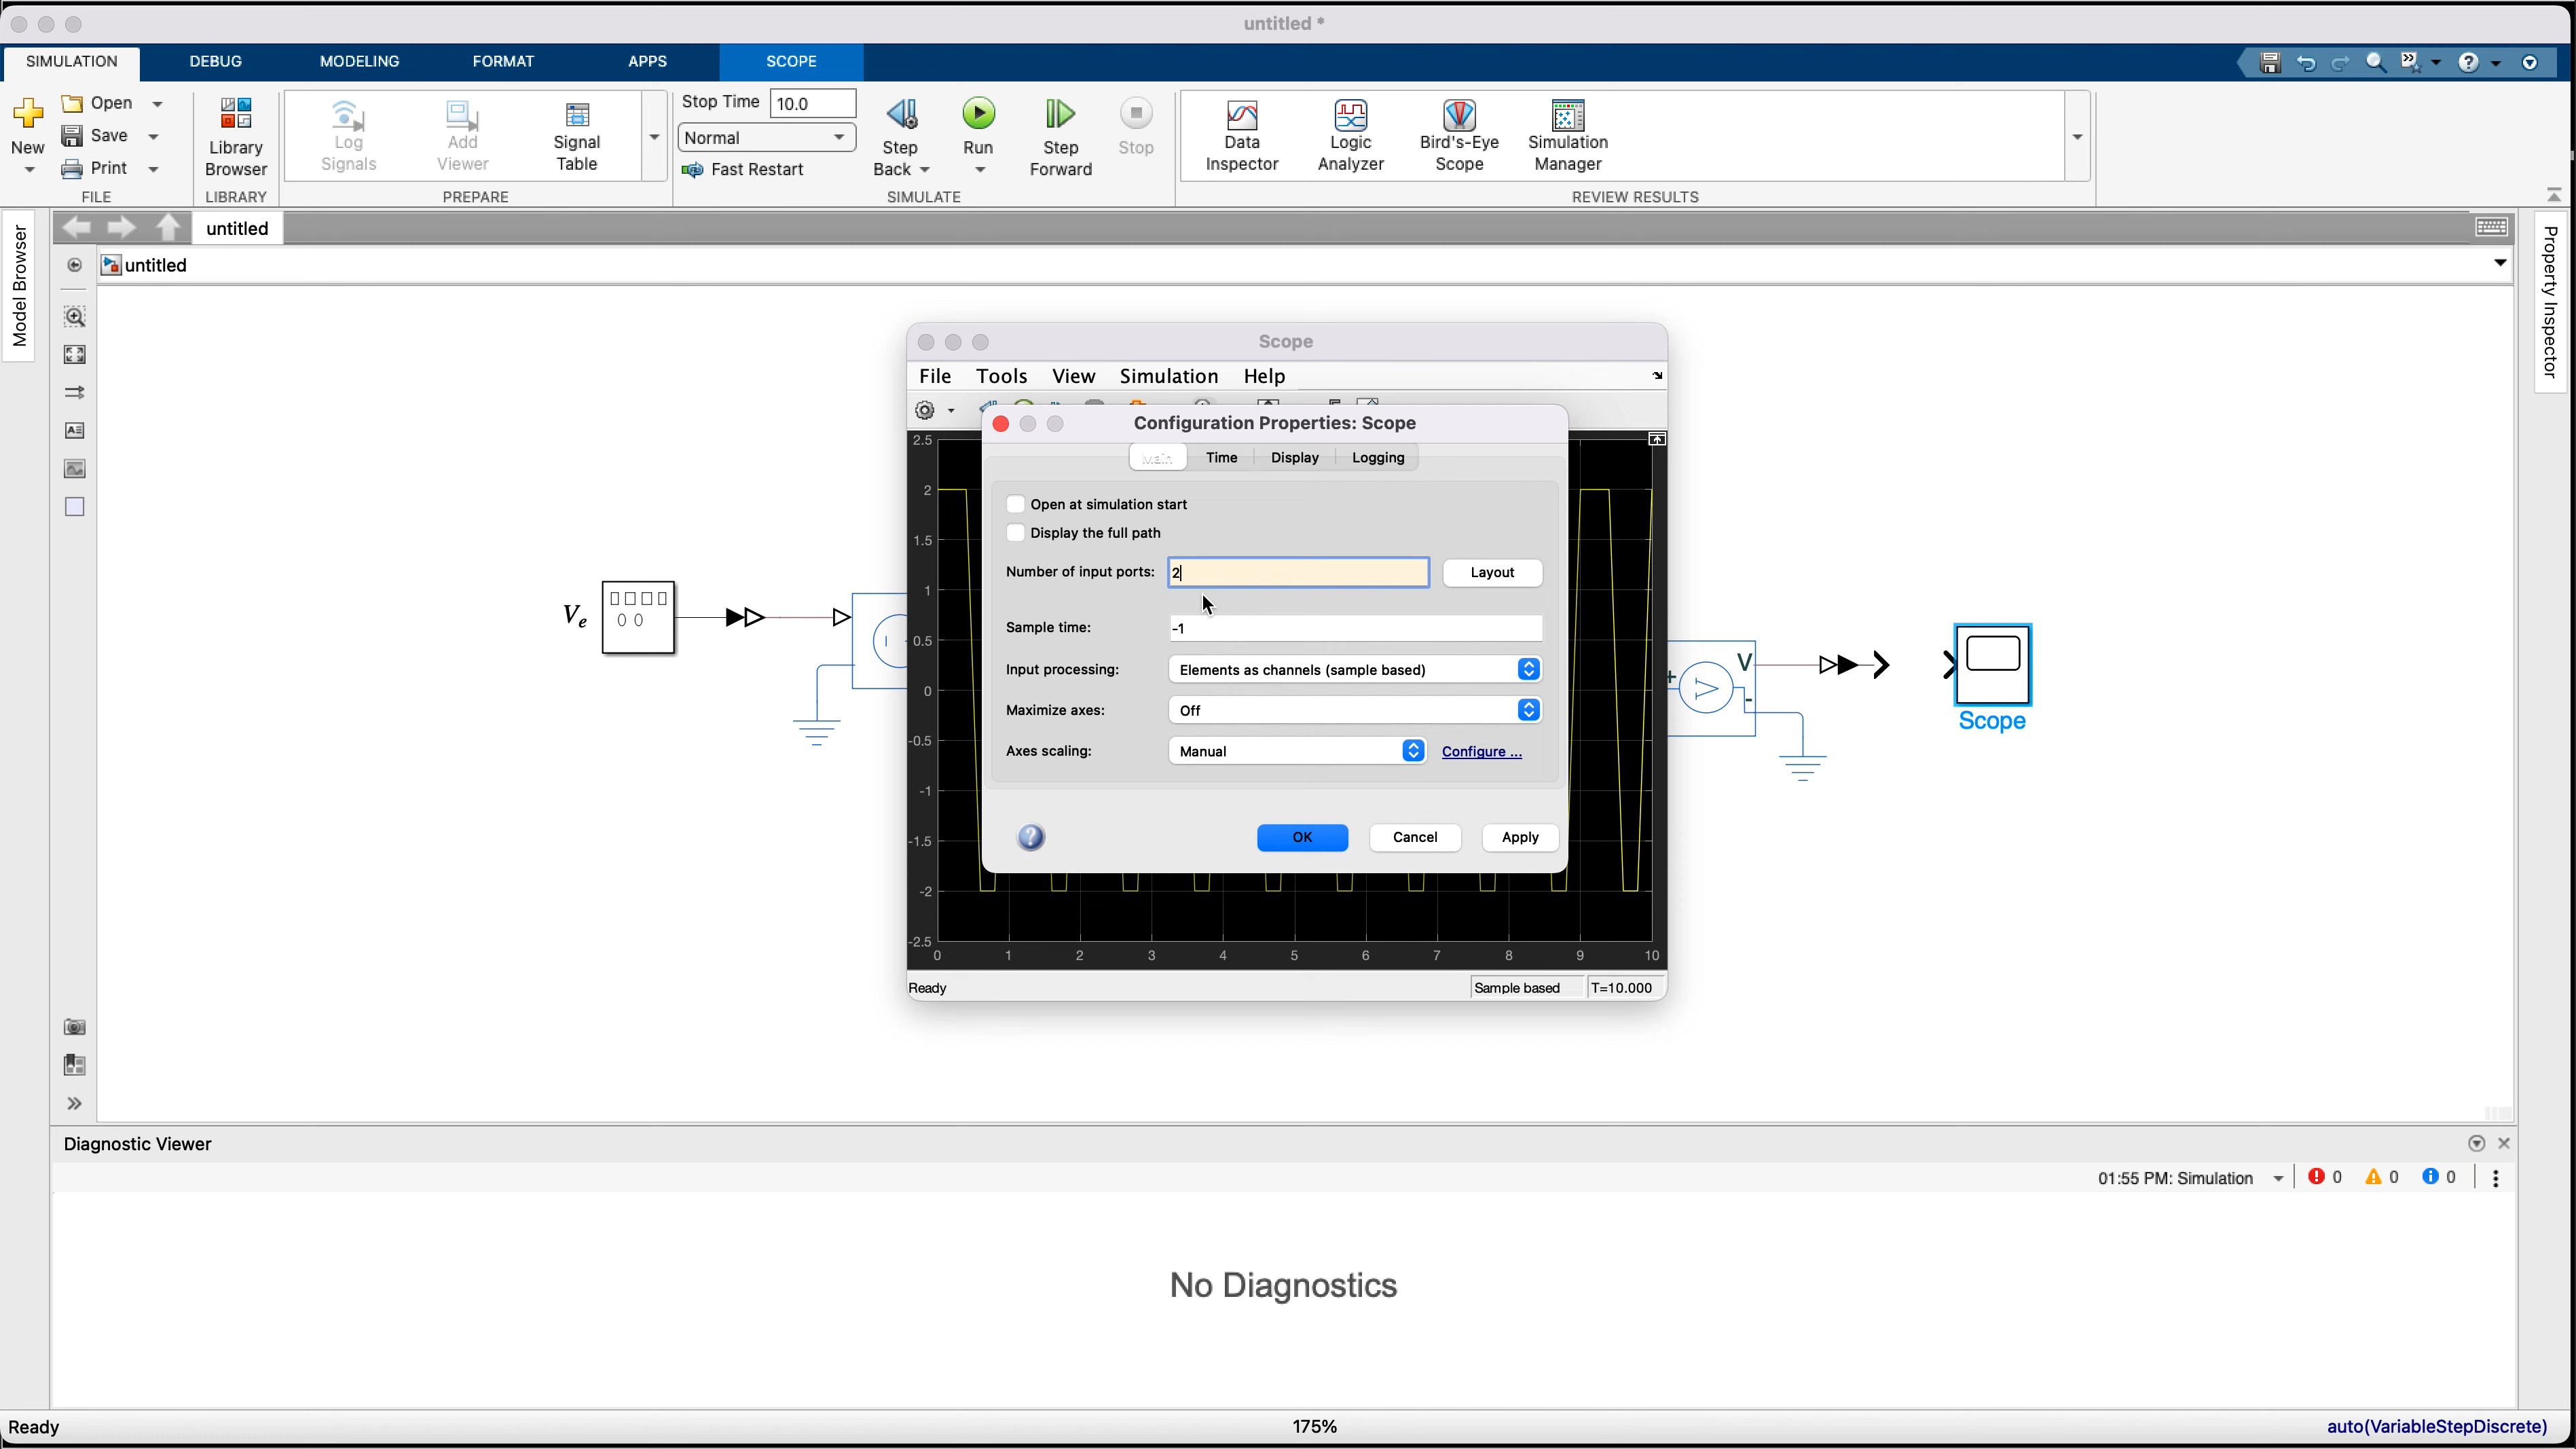 untitled *
SIMULATION DEBUG MODELING FORMAT APPS SCOPE
New
Open
Save
Print
FILE
Library
Browser
LIBRARY
Log
Signals
Add
Viewer
Signal
Table
PREPARE
Stop Time 10.0
Normal
Fast Restart
Step
Back
Run
Step
Forward
Stop
SIMULATE
Data
Inspector
Logic
Analyzer
Bird's-Eye
Scope
Simulation
Manager
REVIEW RESULTS
Model Browser
untitled
untitled
Property Inspector
Scope
File Tools View Simulation Help
Configuration Properties: Scope
Main Time Display Logging
Open at simulation start
Display the full path
Number of input ports: 2 Layout
Sample time: -1
Input processing: Elements as channels (sample based)
Maximize axes: Off
Axes scaling: Manual Configure ...
OK Cancel Apply
2.5
2
1.5
1
0.5
0
-0.5
-1
-1.5
-2
-2.5
0 1 2 3 4 5 6 7 8 9 10
Ready Sample based T=10.000
Ve
+
V
-
Scope
Diagnostic Viewer
01:55 PM: Simulation 0 0 0
No Diagnostics
Ready 175% auto(VariableStepDiscrete)